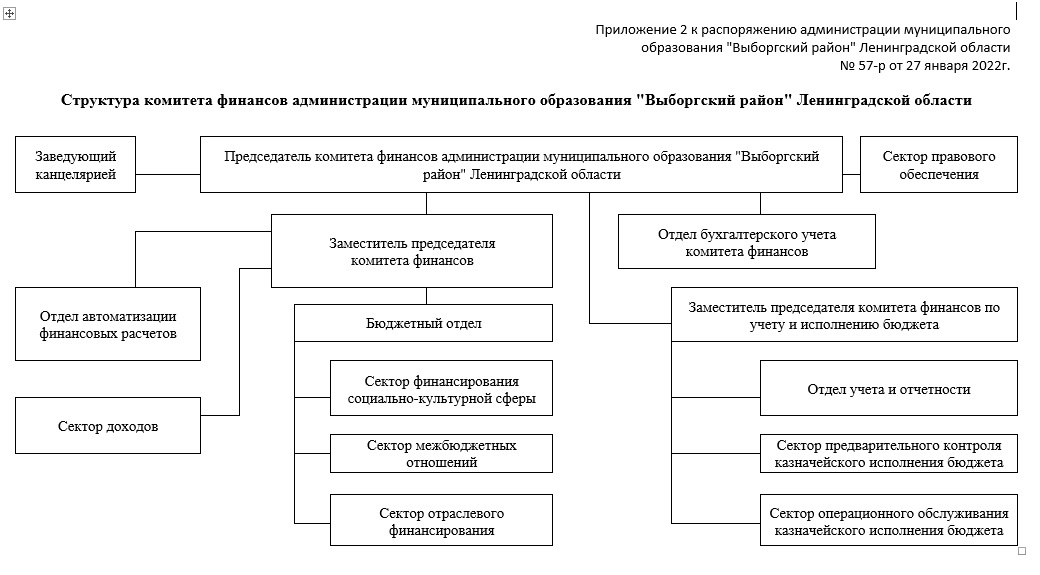 Приложение 2 к распоряжению администрации муниципального
образования "Выборгский район" Ленинградской области
№ 57-р от 27 января 2022г.
Структура комитета финансов администрации муниципального образования "Выборгский район" Ленинградской области
Заведующий
канцелярией
Председатель комитета финансов администрации муниципального образования "Выборгский
район" Ленинградской области
Сектор правового
обеспечения
Заместитель председателя
комитета финансов
Отдел бухгалтерского учета
комитета финансов
Отдел автоматизации
финансовых расчетов
Бюджетный отдел
Заместитель председателя комитета финансов по
учету и исполнению бюджета
Сектор финансирования
социально-культурной сферы
Отдел учета и отчетности
Сектор доходов
Сектор межбюджетных
отношений
Сектор предварительного контроля
казначейского исполнения бюджета
Сектор отраслевого
финансирования
Сектор операционного обслуживания
казначейского исполнения бюджета